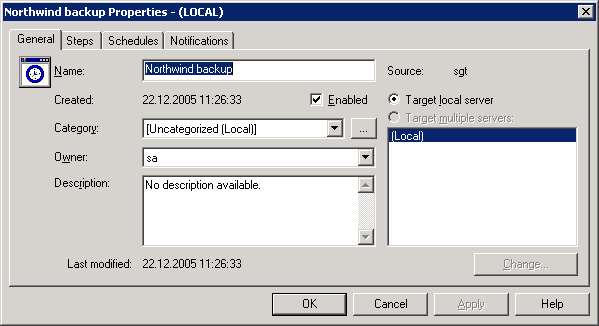 Northwind backup Properties - (LOCAL)
General Steps Schedules Notifications
Name: Northwind backup Source: sgt
Created: 22.12.2005 11:26:33 Enabled Target local server
Target multiple servers:
Category: [Uncategorized (Local)] ... (Local)
Owner: sa
Description: No description available.
Last modified: 22.12.2005 11:26:33 Change...
OK Cancel Apply Help